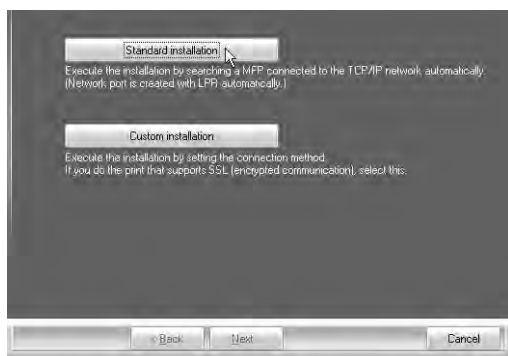 Standard installation
Execute the installation by searching a MFP connected to the TCP/IP network automatically.
(Network port is created with LPR automatically.)
Custom installation
Execute the installation by setting the connection method.
If you do the print that supports SSL (encrypted communication), select this.
< Back
Next
Cancel